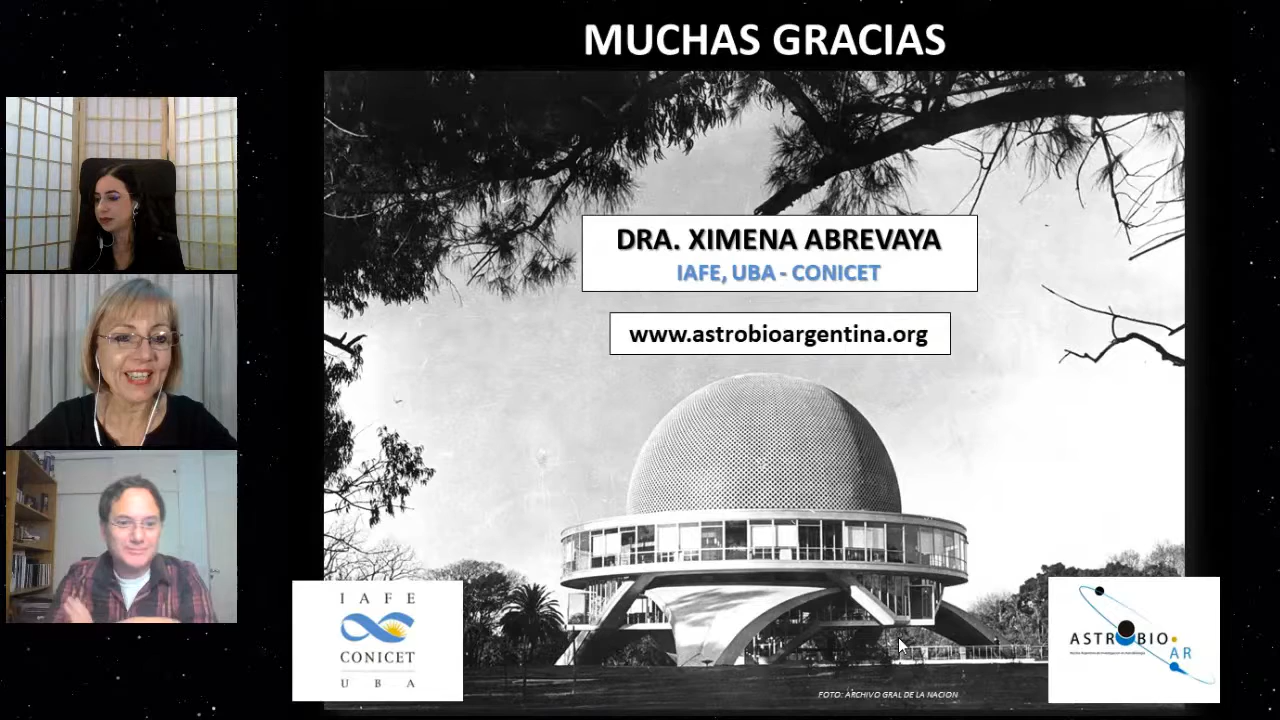 MUCHAS GRACIAS
DRA. XIMENA ABREVAYA
IAFE, UBA - CONICET
www.astrobioargentina.org
IAFE
CONICET
UBA
ASTROBIO
AR
FOTO: ARCHIVO GRAL DE LA NACION